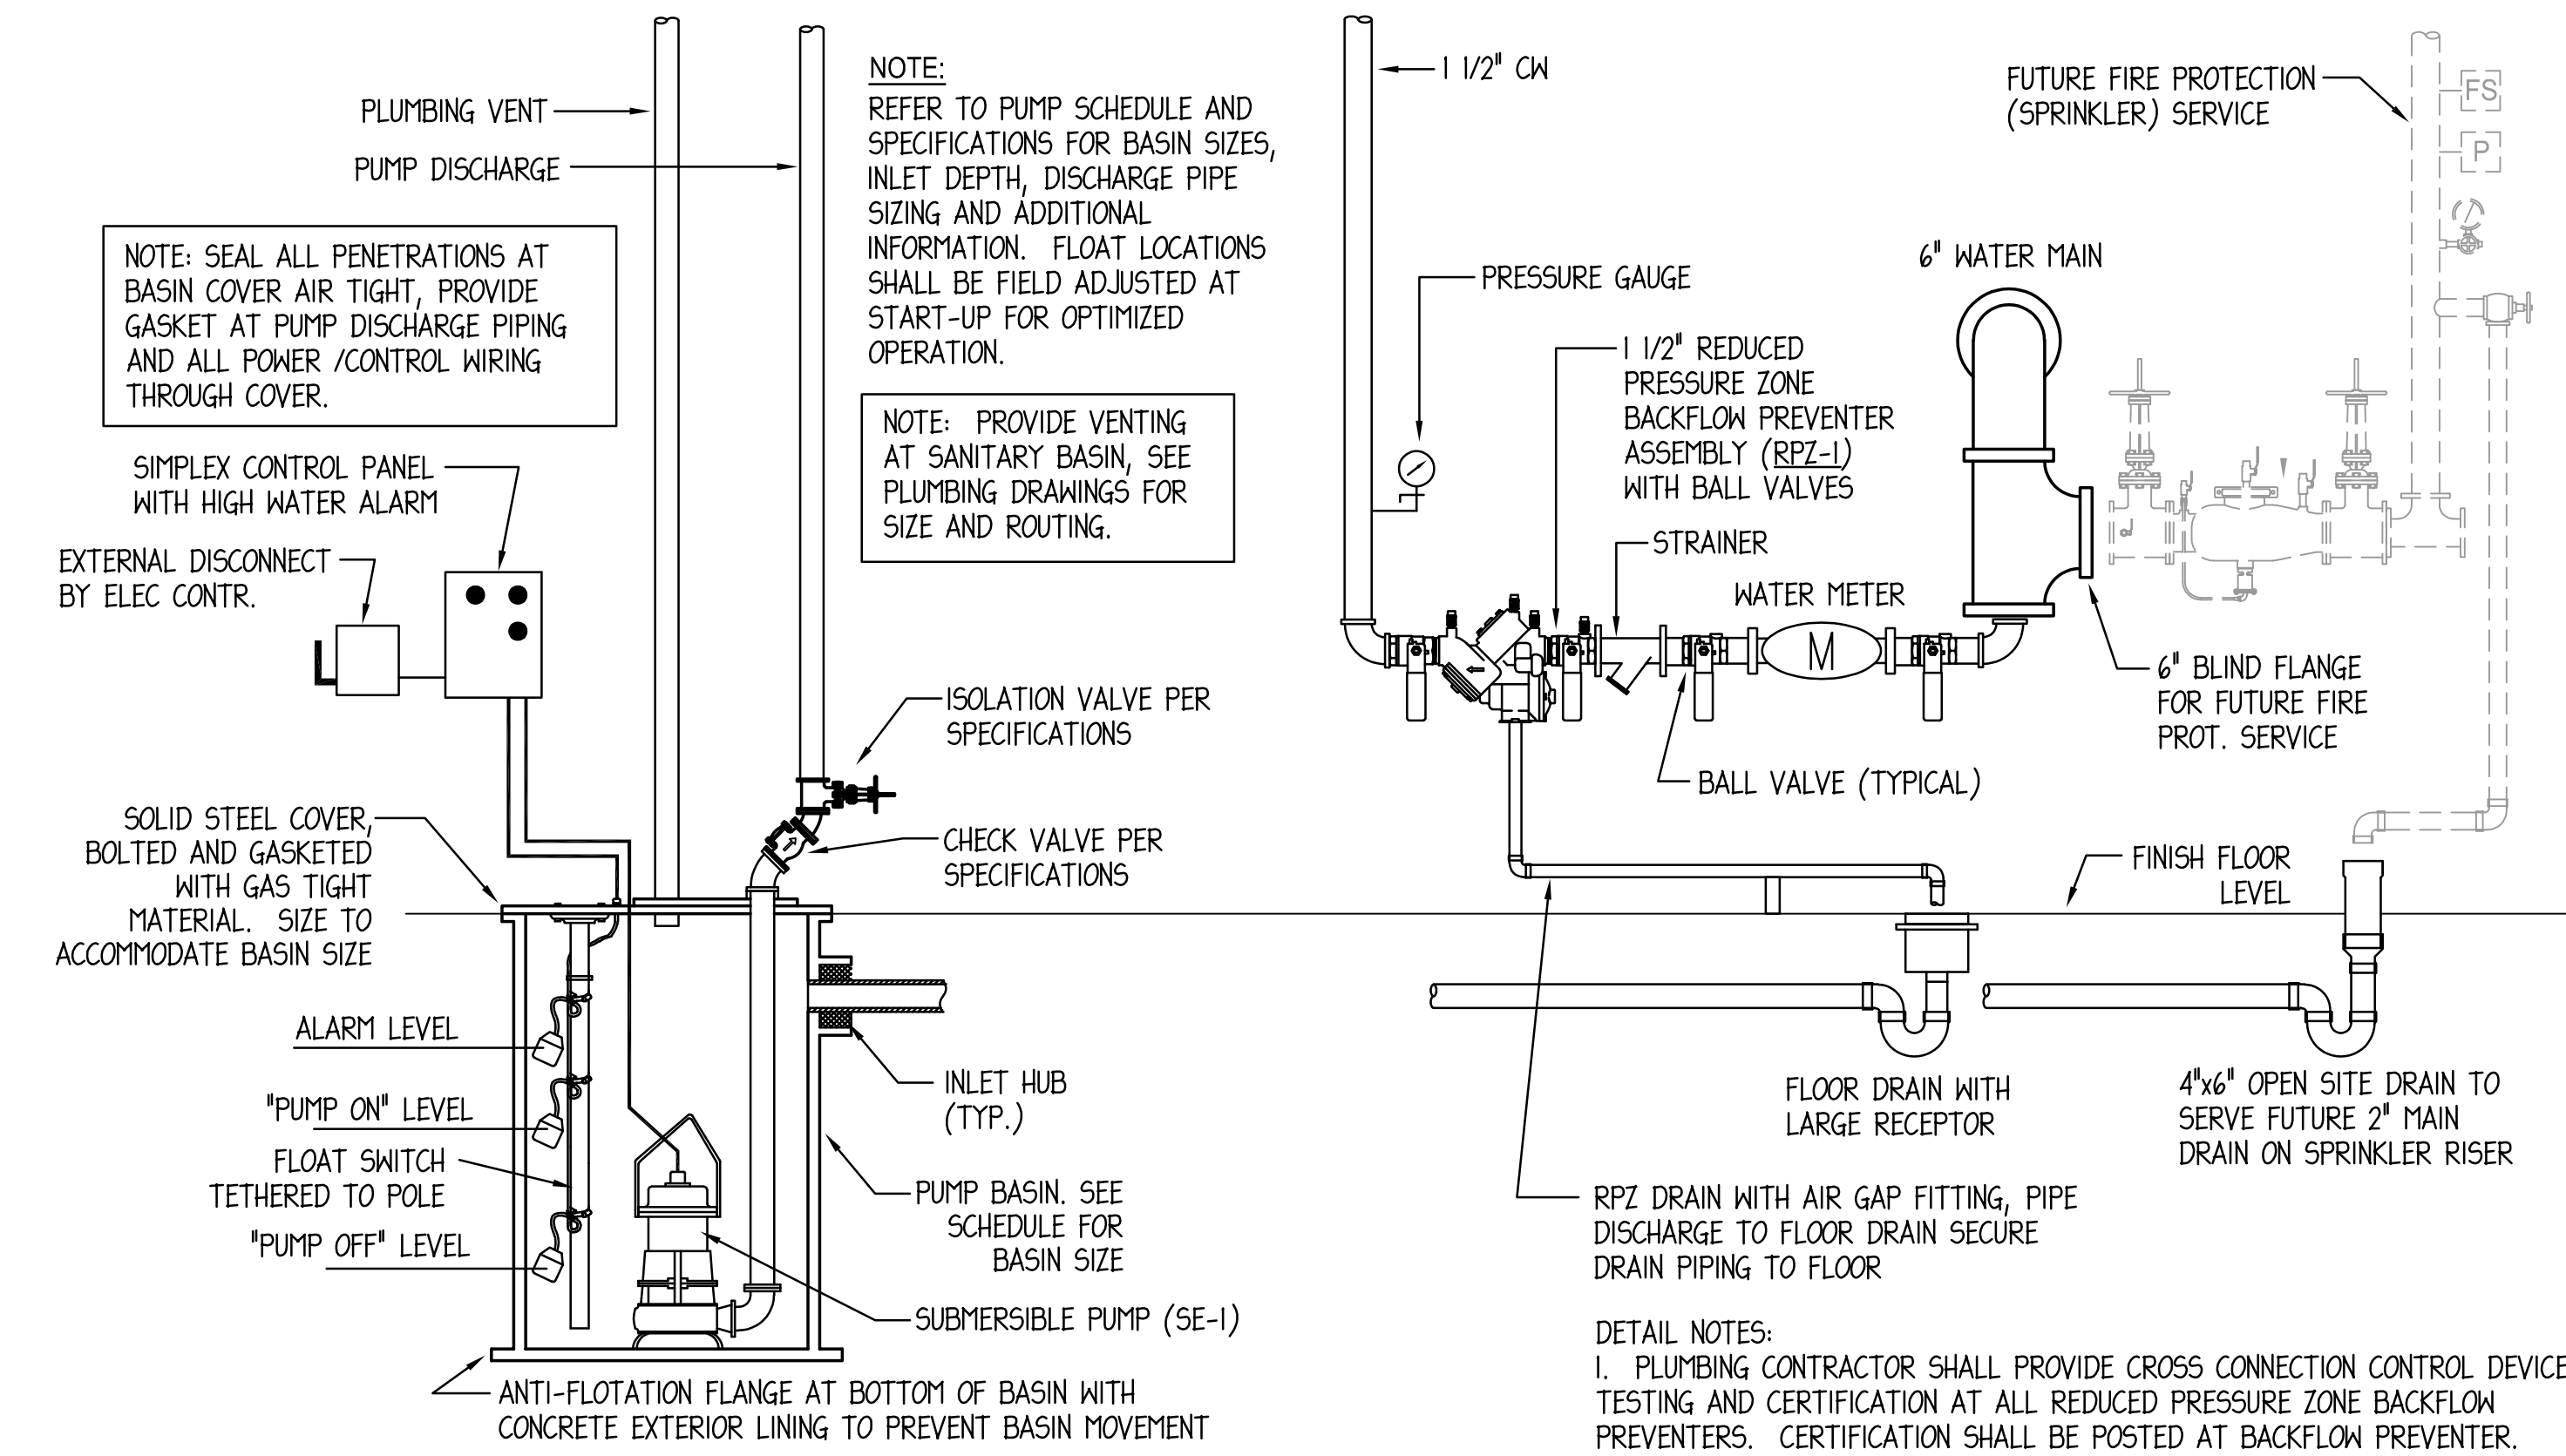 PLUMBING VENT
PUMP DISCHARGE
NOTE: SEAL ALL PENETRATIONS AT
BASIN COVER AIR TIGHT, PROVIDE
GASKET AT PUMP DISCHARGE PIPING
AND ALL POWER /CONTROL WIRING
THROUGH COVER.
SIMPLEX CONTROL PANEL
WITH HIGH WATER ALARM
EXTERNAL DISCONNECT
BY ELEC CONTR.
SOLID STEEL COVER,
BOLTED AND GASKETED
WITH GAS TIGHT
MATERIAL. SIZE TO
ACCOMMODATE BASIN SIZE
ALARM LEVEL
"PUMP ON" LEVEL
FLOAT SWITCH
TETHERED TO POLE
"PUMP OFF" LEVEL
ANTI-FLOTATION FLANGE AT BOTTOM OF BASIN WITH
CONCRETE EXTERIOR LINING TO PREVENT BASIN MOVEMENT
NOTE:
REFER TO PUMP SCHEDULE AND
SPECIFICATIONS FOR BASIN SIZES,
INLET DEPTH, DISCHARGE PIPE
SIZING AND ADDITIONAL
INFORMATION. FLOAT LOCATIONS
SHALL BE FIELD ADJUSTED AT
START-UP FOR OPTIMIZED
OPERATION.
NOTE: PROVIDE VENTING
AT SANITARY BASIN, SEE
PLUMBING DRAWINGS FOR
SIZE AND ROUTING.
ISOLATION VALVE PER
SPECIFICATIONS
CHECK VALVE PER
SPECIFICATIONS
INLET HUB
(TYP.)
PUMP BASIN. SEE
SCHEDULE FOR
BASIN SIZE
SUBMERSIBLE PUMP (SE-1)
1 1/2" CW
PRESSURE GAUGE
1 1/2" REDUCED
PRESSURE ZONE
BACKFLOW PREVENTER
ASSEMBLY (RPZ-1)
WITH BALL VALVES
STRAINER
WATER METER
M
BALL VALVE (TYPICAL)
6" WATER MAIN
FUTURE FIRE PROTECTION
(SPRINKLER) SERVICE
FS
P
6" BLIND FLANGE
FOR FUTURE FIRE
PROT. SERVICE
FINISH FLOOR
LEVEL
FLOOR DRAIN WITH
LARGE RECEPTOR
4"x6" OPEN SITE DRAIN TO
SERVE FUTURE 2" MAIN
DRAIN ON SPRINKLER RISER
RPZ DRAIN WITH AIR GAP FITTING, PIPE
DISCHARGE TO FLOOR DRAIN SECURE
DRAIN PIPING TO FLOOR
DETAIL NOTES:
1. PLUMBING CONTRACTOR SHALL PROVIDE CROSS CONNECTION CONTROL DEVICE
TESTING AND CERTIFICATION AT ALL REDUCED PRESSURE ZONE BACKFLOW
PREVENTERS. CERTIFICATION SHALL BE POSTED AT BACKFLOW PREVENTER.